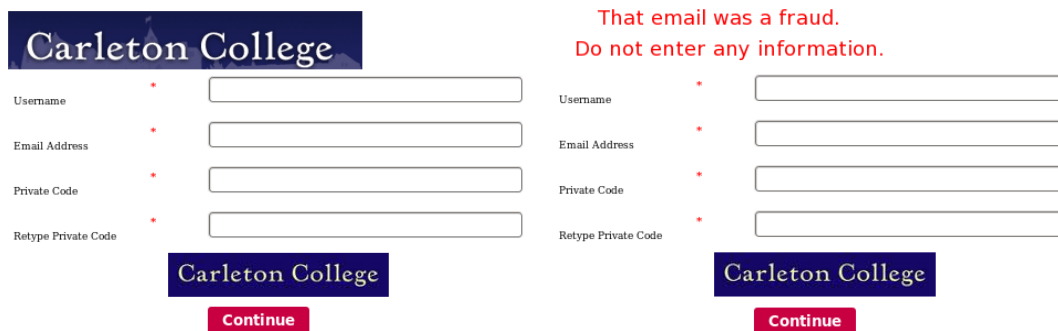 Carleton College
Username *
Email Address *
Private Code *
Retype Private Code *
Carleton College
Continue
That email was a fraud.
Do not enter any information.
Username *
Email Address *
Private Code *
Retype Private Code *
Carleton College
Continue